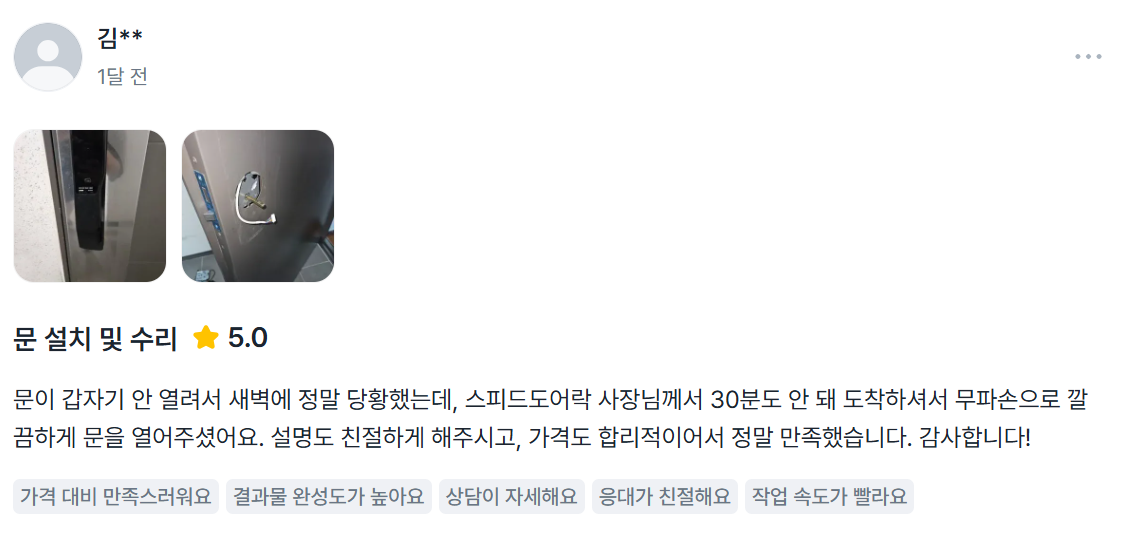 김**
1달 전
문 설치 및 수리 5.0
문이 갑자기 안 열려서 새벽에 정말 당황했는데, 스피드도어락 사장님께서 30분도 안 돼 도착하셔서 무파손으로 깔
끔하게 문을 열어주셨어요. 설명도 친절하게 해주시고, 가격도 합리적이어서 정말 만족했습니다. 감사합니다!
가격 대비 만족스러워요 결과물 완성도가 높아요 상담이 자세해요 응대가 친절해요 작업 속도가 빨라요